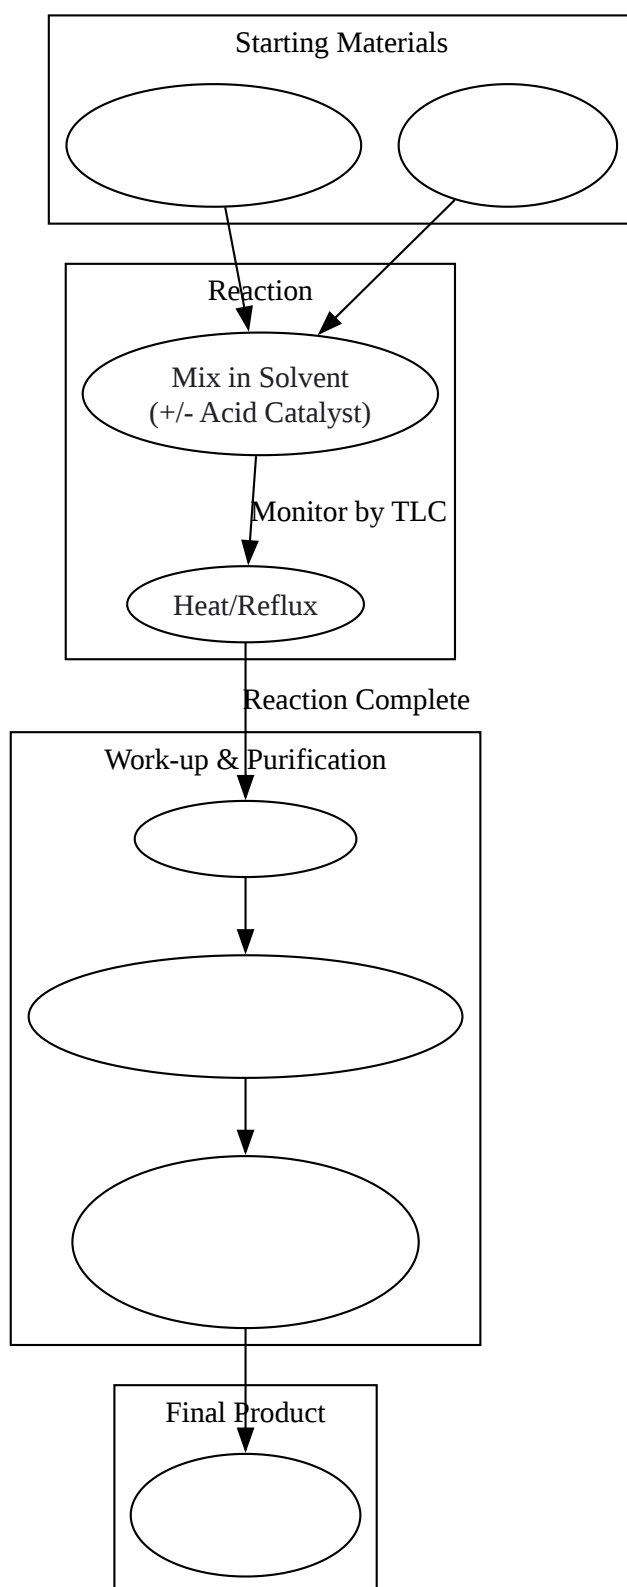 Starting Materials
Reaction
Mix in Solvent
(+/- Acid Catalyst)
Monitor by TLC
Heat/Reflux
Reaction Complete
Work-up & Purification
Final Product